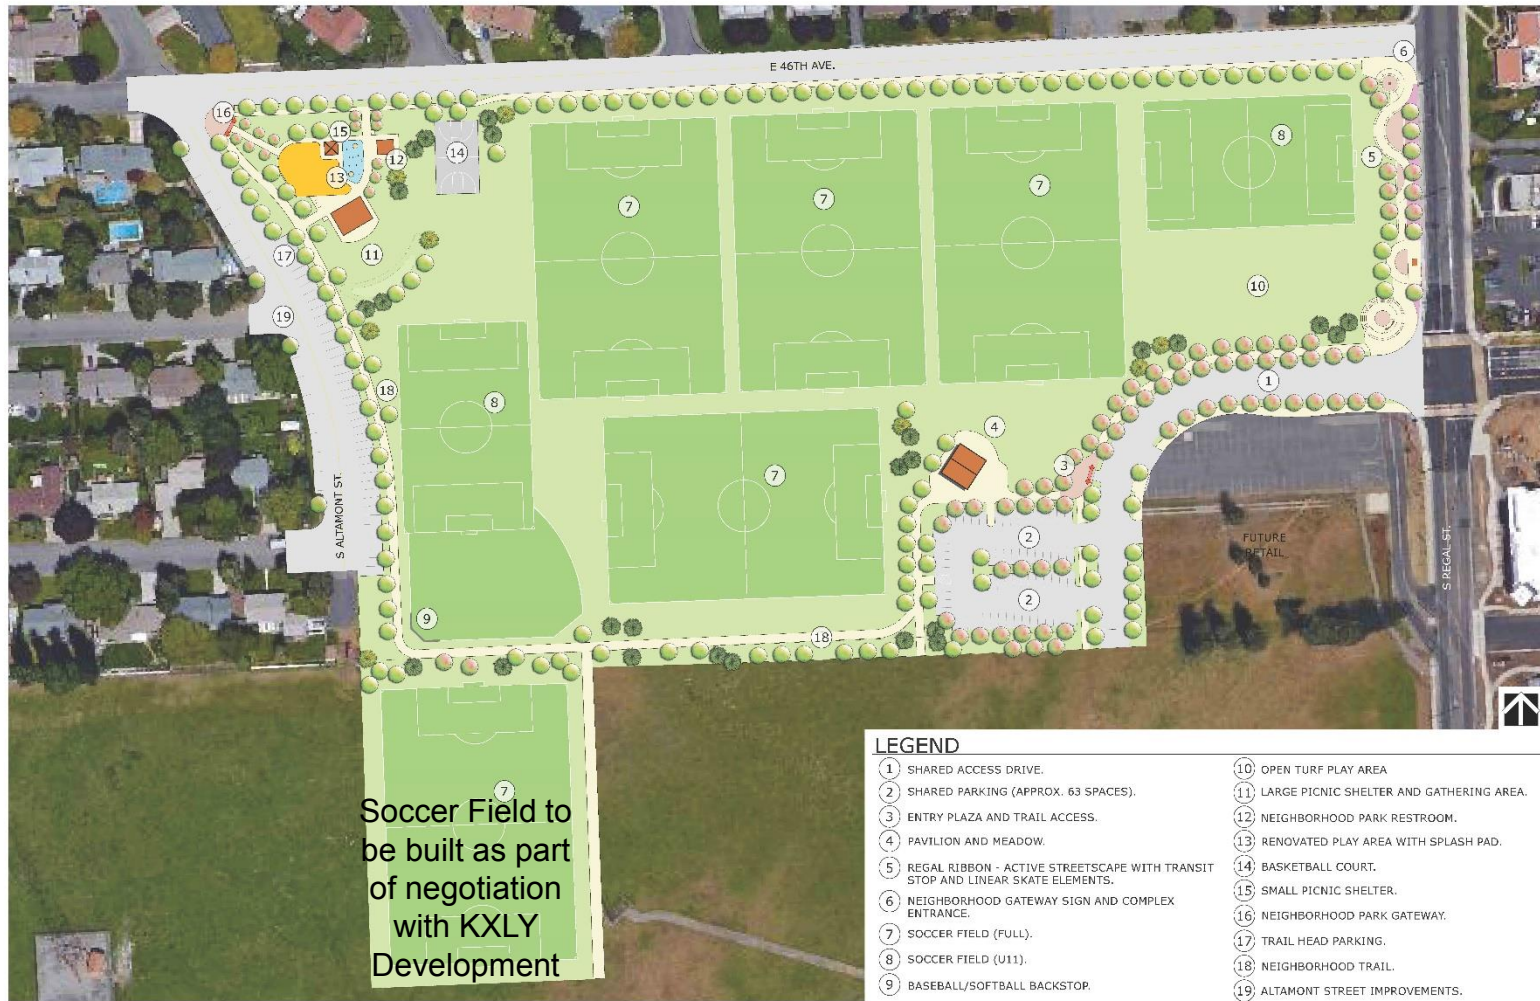 E 46TH AVE.
6
16
15
12
14
8
13
5
7
7
7
17
11
10
19
18
1
8
4
7
3
S ALTAMONT ST.
2
FUTURE
RETAIL
S REGAL ST.
2
9
18
7
Soccer Field to
be built as part
of negotiation
with KXLY
Development
LEGEND
1 SHARED ACCESS DRIVE.
2 SHARED PARKING (APPROX. 63 SPACES).
3 ENTRY PLAZA AND TRAIL ACCESS.
4 PAVILION AND MEADOW.
5 REGAL RIBBON - ACTIVE STREETSCAPE WITH TRANSIT
STOP AND LINEAR SKATE ELEMENTS.
6 NEIGHBORHOOD GATEWAY SIGN AND COMPLEX
ENTRANCE.
7 SOCCER FIELD (FULL).
8 SOCCER FIELD (U11).
9 BASEBALL/SOFTBALL BACKSTOP.
10 OPEN TURF PLAY AREA
11 LARGE PICNIC SHELTER AND GATHERING AREA.
12 NEIGHBORHOOD PARK RESTROOM.
13 RENOVATED PLAY AREA WITH SPLASH PAD.
14 BASKETBALL COURT.
15 SMALL PICNIC SHELTER.
16 NEIGHBORHOOD PARK GATEWAY.
17 TRAIL HEAD PARKING.
18 NEIGHBORHOOD TRAIL.
19 ALTAMONT STREET IMPROVEMENTS.